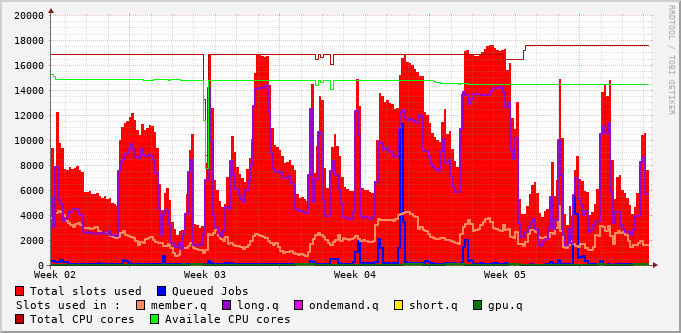 20000
18000
16000
14000
12000
10000
8000
6000
4000
2000
0
Week 02 Week 03 Week 04 Week 05
RRDTOOL / TOBI OETIKER
Total slots used Queued Jobs
Slots used in : member.q long.q ondemand.q short.q gpu.q
Total CPU cores Availale CPU cores